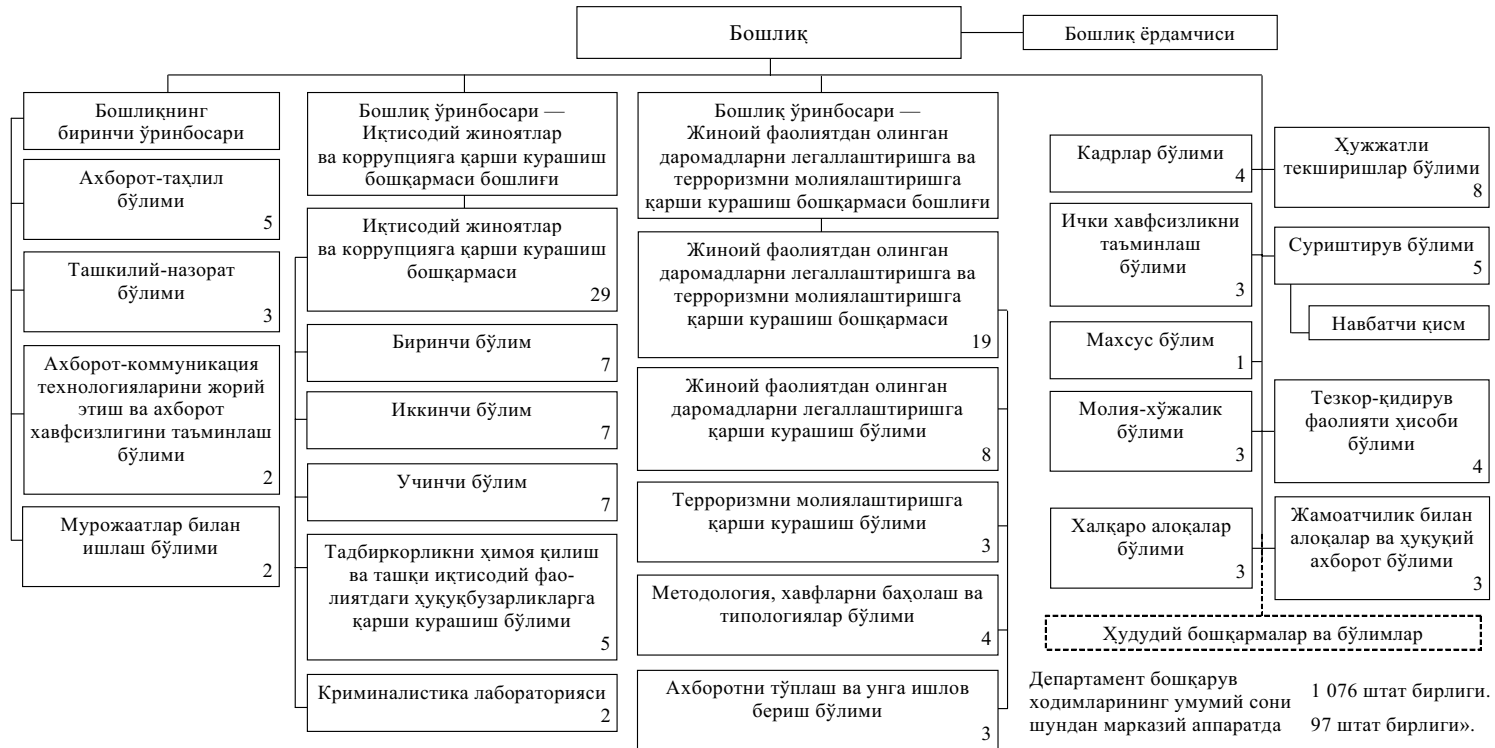 Бошлиқ
Бошлиқ ёрдамчиси
Бошлиқнинг
биринчи ўринбосари
Ахборот-таҳлил
бўлими
5
Ташкилий-назорат
бўлими
3
Ахборот-коммуникация
технологияларини жорий
этиш ва ахборот
хавфсизлигини таъминлаш
бўлими
2
Мурожаатлар билан
ишлаш бўлими
2
Бошлиқ ўринбосари —
Иқтисодий жиноятлар
ва коррупцияга қарши курашиш
бошқармаси бошлиғи
Иқтисодий жиноятлар
ва коррупцияга қарши курашиш
бошқармаси
29
Биринчи бўлим
7
Иккинчи бўлим
7
Учинчи бўлим
7
Тадбиркорликни ҳимоя қилиш
ва ташқи иқтисодий фао-
лиятдаги ҳуқуқбузарликларга
қарши курашиш бўлими
5
Криминалистика лабораторияси
2
Бошлиқ ўринбосари —
Жиноий фаолиятдан олинган
даромадларни легаллаштиришга ва
терроризмни молиялаштиришга
қарши курашиш бошқармаси бошлиғи
Жиноий фаолиятдан олинган
даромадларни легаллаштиришга ва
терроризмни молиялаштиришга
қарши курашиш бошқармаси
19
Жиноий фаолиятдан олинган
даромадларни легаллаштиришга
қарши курашиш бўлими
8
Терроризмни молиялаштиришга
қарши курашиш бўлими
3
Методология, хавфларни баҳолаш ва
типологиялар бўлими
4
Ахборотни тўплаш ва унга ишлов
бериш бўлими
3
Кадрлар бўлими
4
Ички хавфсизликни
таъминлаш
бўлими
3
Махсус бўлим
1
Молия-хўжалик
бўлими
3
Халқаро алоқалар
бўлими
3
Ҳужжатли
текширишлар бўлими
8
Суриштирув бўлими
5
Навбатчи қисм
Тезкор-қидирув
фаолияти ҳисоби
бўлими
4
Жамоатчилик билан
алоқалар ва ҳуқуқий
ахборот бўлими
3
Ҳудудий бошқармалар ва бўлимлар
Департамент бошқарув
ходимларининг умумий сони 1 076 штат бирлиги.
шундан марказий аппаратда 97 штат бирлиги».